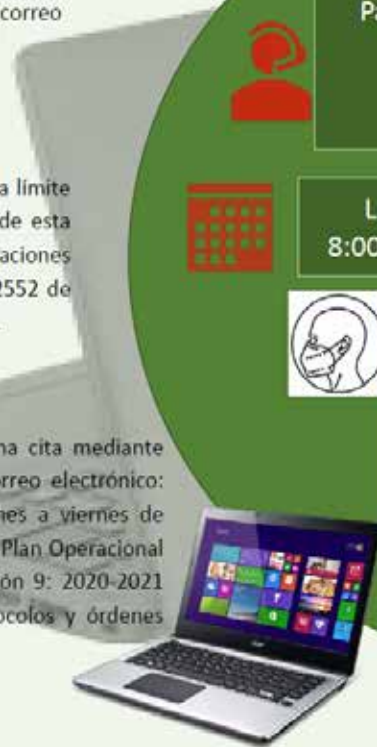 correo
a límite
de esta
aciones
2552 de
na cita mediante
orreo electrónico:
nes a viernes de
Plan Operacional
ón 9: 2020-2021
ocolos y órdenes
Pa
L
8:00